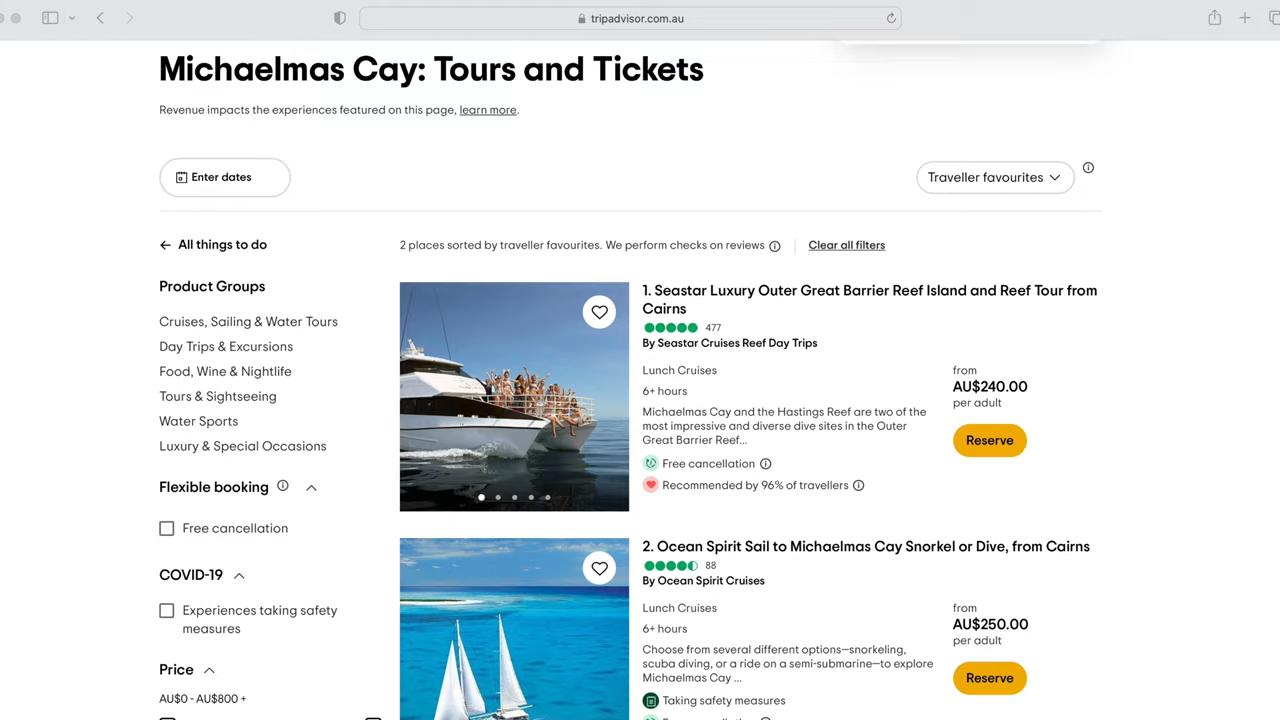 tripadvisor.com.au
Michaelmas Cay: Tours and Tickets
Revenue impacts the experiences featured on this page, learn more.
Enter dates
Traveller favourites
All things to do
2 places sorted by traveller favourites. We perform checks on reviews
Clear all filters
Product Groups
Cruises, Sailing & Water Tours
Day Trips & Excursions
Food, Wine & Nightlife
Tours & Sightseeing
Water Sports
Luxury & Special Occasions
Flexible booking
Free cancellation
COVID-19
Experiences taking safety
measures
Price
AU$0 - AU$800 +
1. Seastar Luxury Outer Great Barrier Reef Island and Reef Tour from
Cairns
477
By Seastar Cruises Reef Day Trips
Lunch Cruises
6+ hours
Michaelmas Cay and the Hastings Reef are two of the
most impressive and diverse dive sites in the Outer
Great Barrier Reef...
Free cancellation
Recommended by 96% of travellers
from
AU$240.00
per adult
Reserve
2. Ocean Spirit Sail to Michaelmas Cay Snorkel or Dive, from Cairns
88
By Ocean Spirit Cruises
Lunch Cruises
6+ hours
Choose from several different options—snorkeling,
scuba diving, or a ride on a semi-submarine—to explore
Michaelmas Cay ...
Taking safety measures
from
AU$250.00
per adult
Reserve